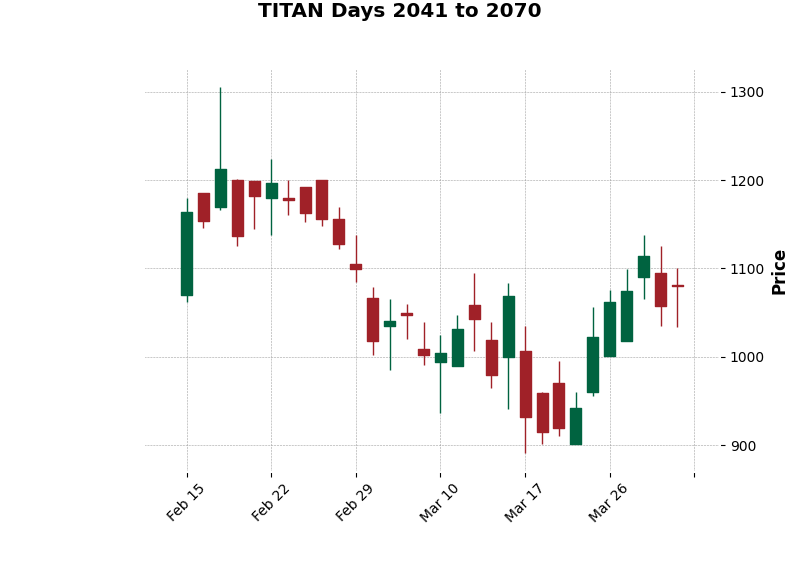 TITAN Days 2041 to 2070
1300
1200
1100
1000
900
Price
Feb 15
Feb 22
Feb 29
Mar 10
Mar 17
Mar 26